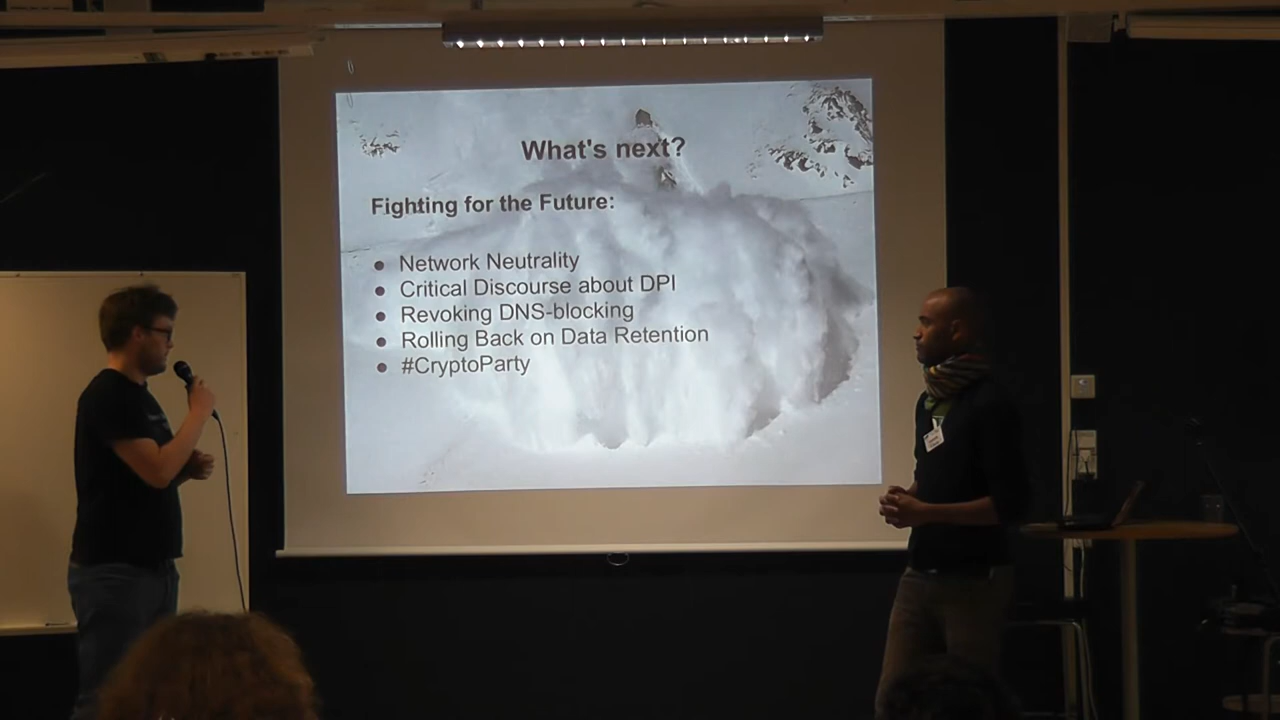 What's next?
Fighting for the Future:
● Network Neutrality
● Critical Discourse about DPI
● Revoking DNS-blocking
● Rolling Back on Data Retention
● #CryptoParty